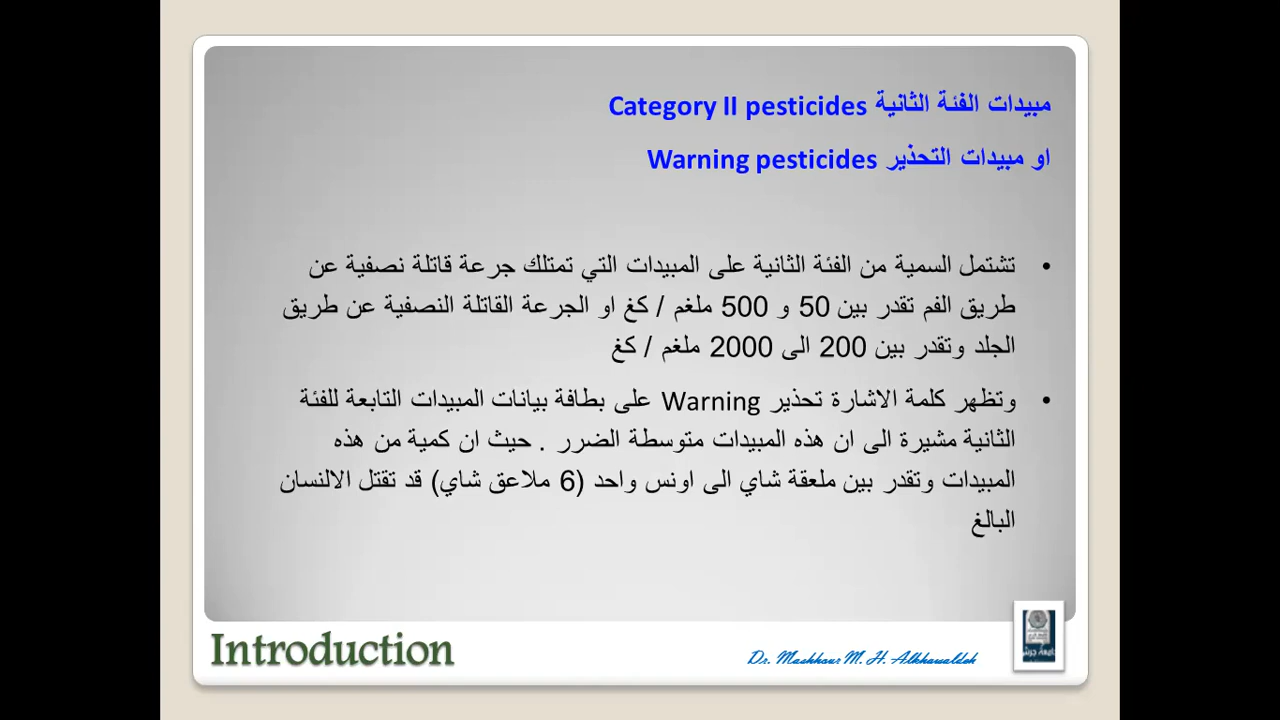 مبيدات الفئة الثانية Category II pesticides
او مبيدات التحذير Warning pesticides
• تشتمل السمية من الفئة الثانية على المبيدات التي تمتلك جرعة قاتلة نصفية عن
طريق الفم تقدر بين 50 و 500 ملغم / كغ او الجرعة القاتلة النصفية عن طريق
الجلد وتقدر بين 200 الى 2000 ملغم / كغ
• وتظهر كلمة الاشارة تحذير Warning على بطاقة بيانات المبيدات التابعة للفئة
الثانية مشيرة الى ان هذه المبيدات متوسطة الضرر . حيث ان كمية من هذه
المبيدات وتقدر بين ملعقة شاي الى اونس واحد (6 ملاعق شاي) قد تقتل الالنسان
البالغ
Introduction
Dr. Mashhour M. H. Alkhawaldeh